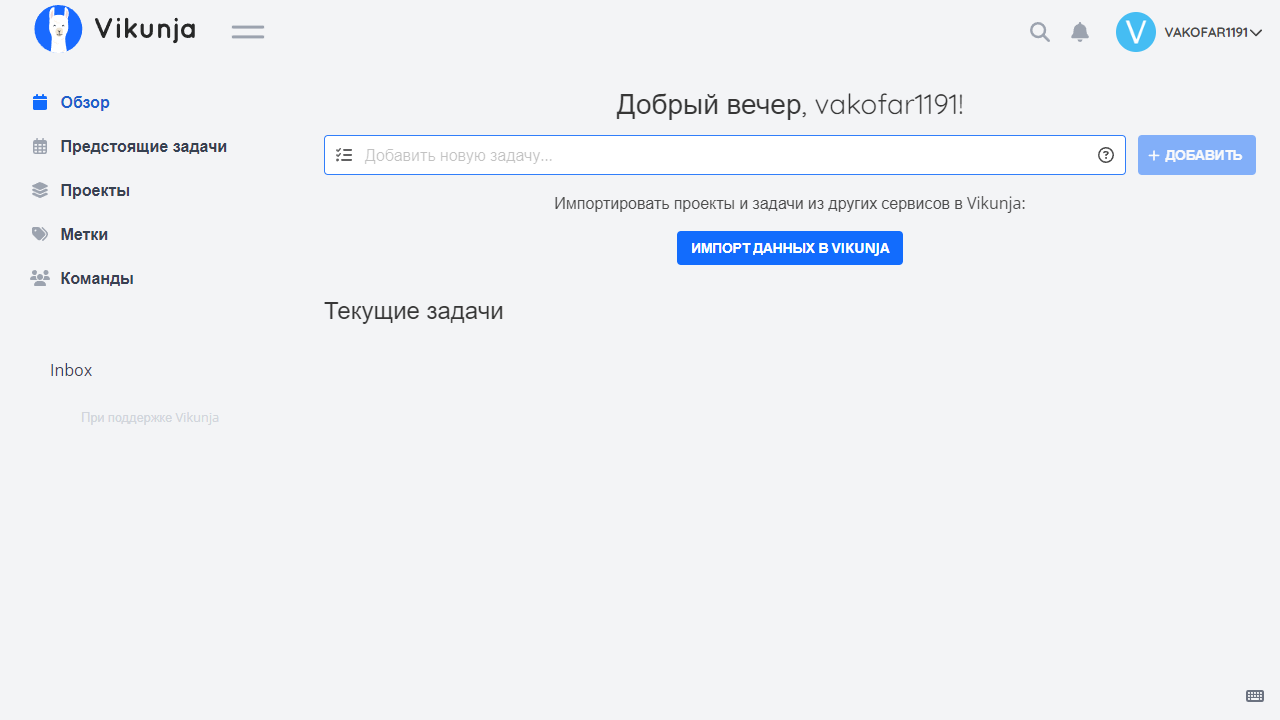 Vikunja
VAKOFAR1191
Обзор
Предстоящие задачи
Проекты
Метки
Команды
Inbox
При поддержке Vikunja
Добрый вечер, vakofar1191!
Добавить новую задачу...
+ ДОБАВИТЬ
Импортировать проекты и задачи из других сервисов в Vikunja:
ИМПОРТ ДАННЫХ В VIKUNJA
Текущие задачи